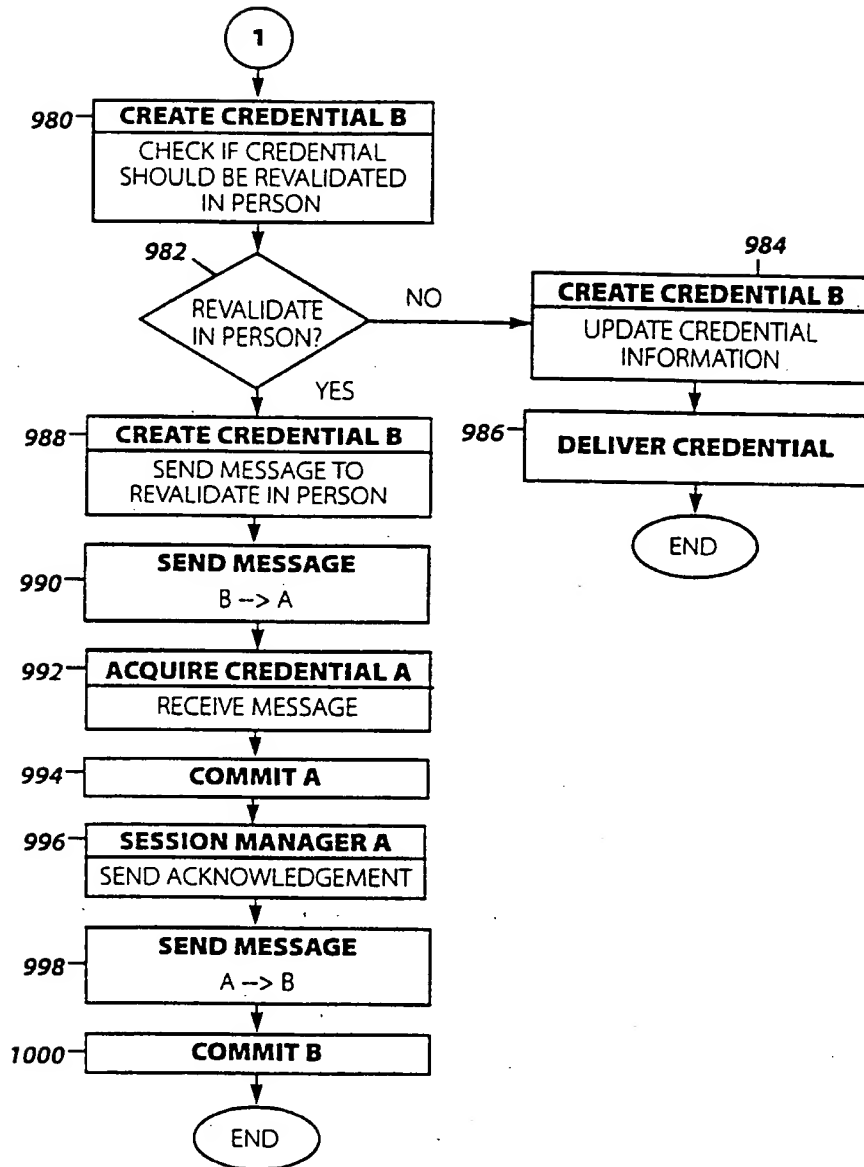 1
980
CREATE CREDENTIAL B
CHECK IF CREDENTIAL
SHOULD BE REVALIDATED
IN PERSON
982
REVALIDATE
IN PERSON?
NO
YES
984
CREATE CREDENTIAL B
UPDATE CREDENTIAL
INFORMATION
986
DELIVER CREDENTIAL
END
988
CREATE CREDENTIAL B
SEND MESSAGE TO
REVALIDATE IN PERSON
990
SEND MESSAGE
B --> A
992
ACQUIRE CREDENTIAL A
RECEIVE MESSAGE
994
COMMIT A
996
SESSION MANAGER A
SEND ACKNOWLEDGEMENT
998
SEND MESSAGE
A --> B
1000
COMMIT B
END